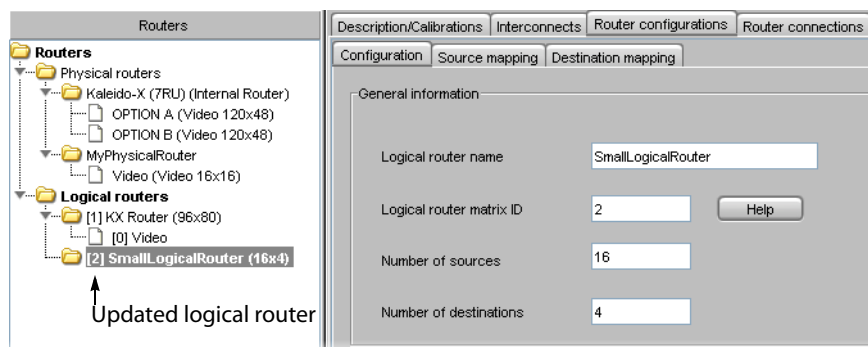 Routers
Routers
Physical routers
Kaleido-X (7RU) (Internal Router)
OPTION A (Video 120x48)
OPTION B (Video 120x48)
MyPhysicalRouter
Video (Video 16x16)
Logical routers
[1] KX Router (96x80)
[0] Video
[2] SmallLogicalRouter (16x4)
Updated logical router
Description/Calibrations Interconnects Router configurations Router connections
Configuration Source mapping Destination mapping
General information
Logical router name SmallLogicalRouter
Logical router matrix ID 2 Help
Number of sources 16
Number of destinations 4